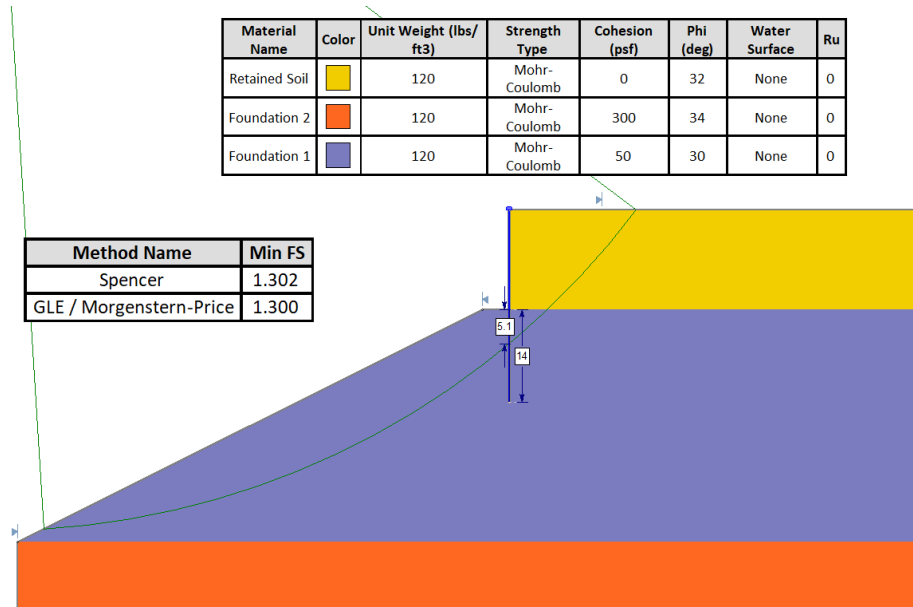 Material Name Color Unit Weight (lbs/ft3) Strength Type Cohesion (psf) Phi (deg) Water Surface Ru
Retained Soil 120 Mohr-Coulomb 0 32 None 0
Foundation 2 120 Mohr-Coulomb 300 34 None 0
Foundation 1 120 Mohr-Coulomb 50 30 None 0
Method Name Min FS
Spencer 1.302
GLE / Morgenstern-Price 1.300
5.1
14